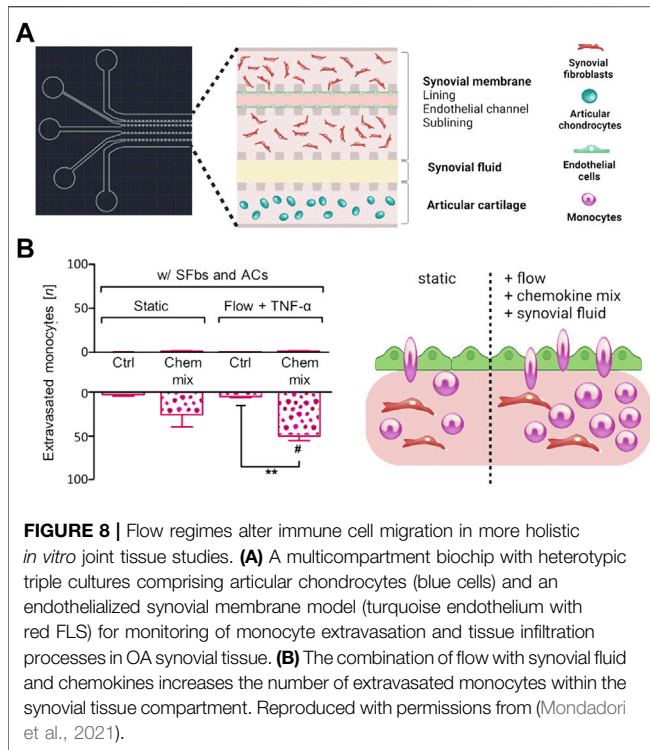 A
Synovial membrane
Lining
Endothelial channel
Sublining
Synovial fluid
Articular cartilage
Synovial
fibroblasts
Articular
chondrocytes
Endothelial
cells
Monocytes
B
Extravasated monocytes [n]
100
50
0
0
50
100
w/ SFbs and ACs
Static
Flow + TNF-α
Ctrl
Chem
mix
Ctrl
Chem
mix
#
**
static
+ flow
+ chemokine mix
+ synovial fluid
FIGURE 8 | Flow regimes alter immune cell migration in more holistic
in vitro joint tissue studies. (A) A multicompartment biochip with heterotypic
triple cultures comprising articular chondrocytes (blue cells) and an
endothelialized synovial membrane model (turquoise endothelium with
red FLS) for monitoring of monocyte extravasation and tissue infiltration
processes in OA synovial tissue. (B) The combination of flow with synovial fluid
and chemokines increases the number of extravasated monocytes within the
synovial tissue compartment. Reproduced with permissions from (Mondadori
et al., 2021).